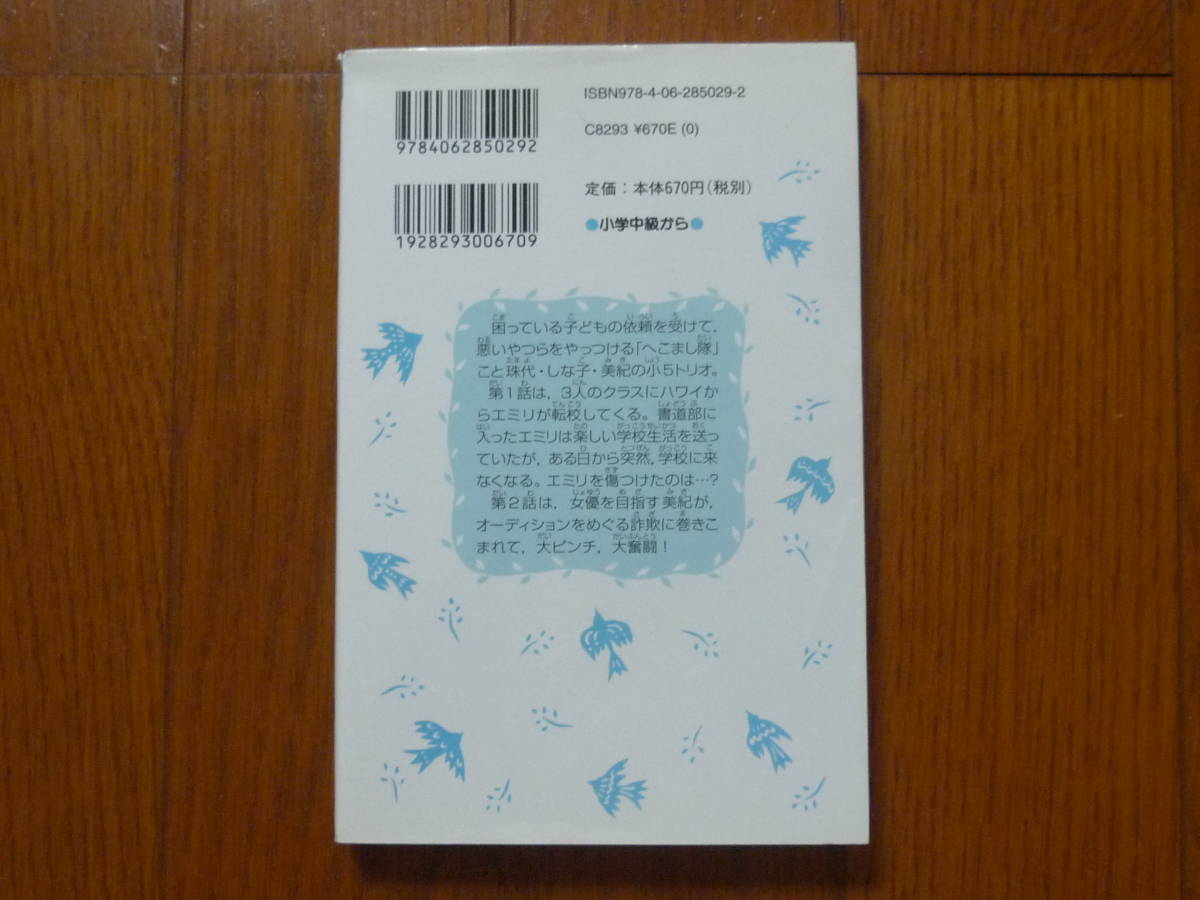 ISBN978-4-06-285029-2
9784062850292
C8293 ¥670E (0)
定価：本体670円(税別)
1928293006709
●小学中級から●
困っている子どもの依頼を受けて，
悪いやつらをやっつける「へこまし隊」
こと珠代・しな子・美紀の小5トリオ。
第1話は，3人のクラスにハワイか
らエミリが転校してくる。書道部に
入ったエミリは楽しい学校生活を送っ
ていたが，ある日から突然，学校に来
なくなる。エミリを傷つけたのは…？
第2話は，女優を目指す美紀が，
オーディションをめぐる詐欺に巻きこ
まれて，大ピンチ，大奮闘！